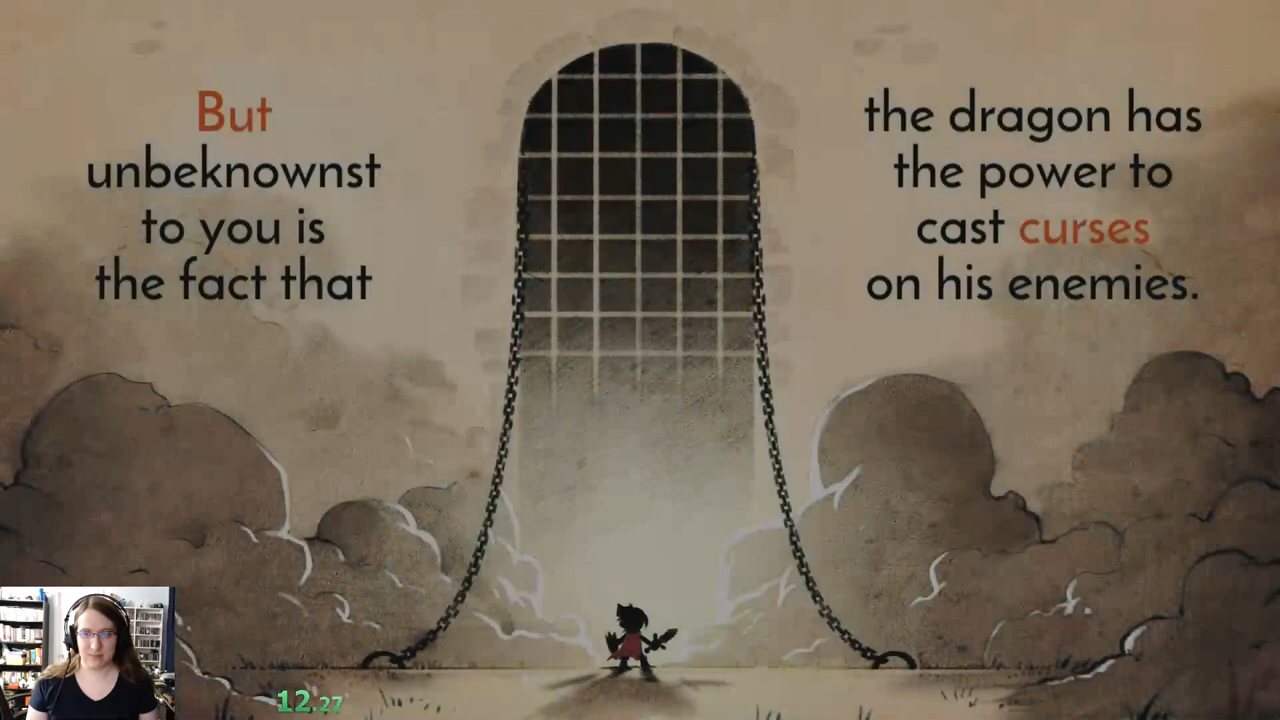 But
unbeknownst
to you is
the fact that
the dragon has
the power to
cast curses
on his enemies.
12.27